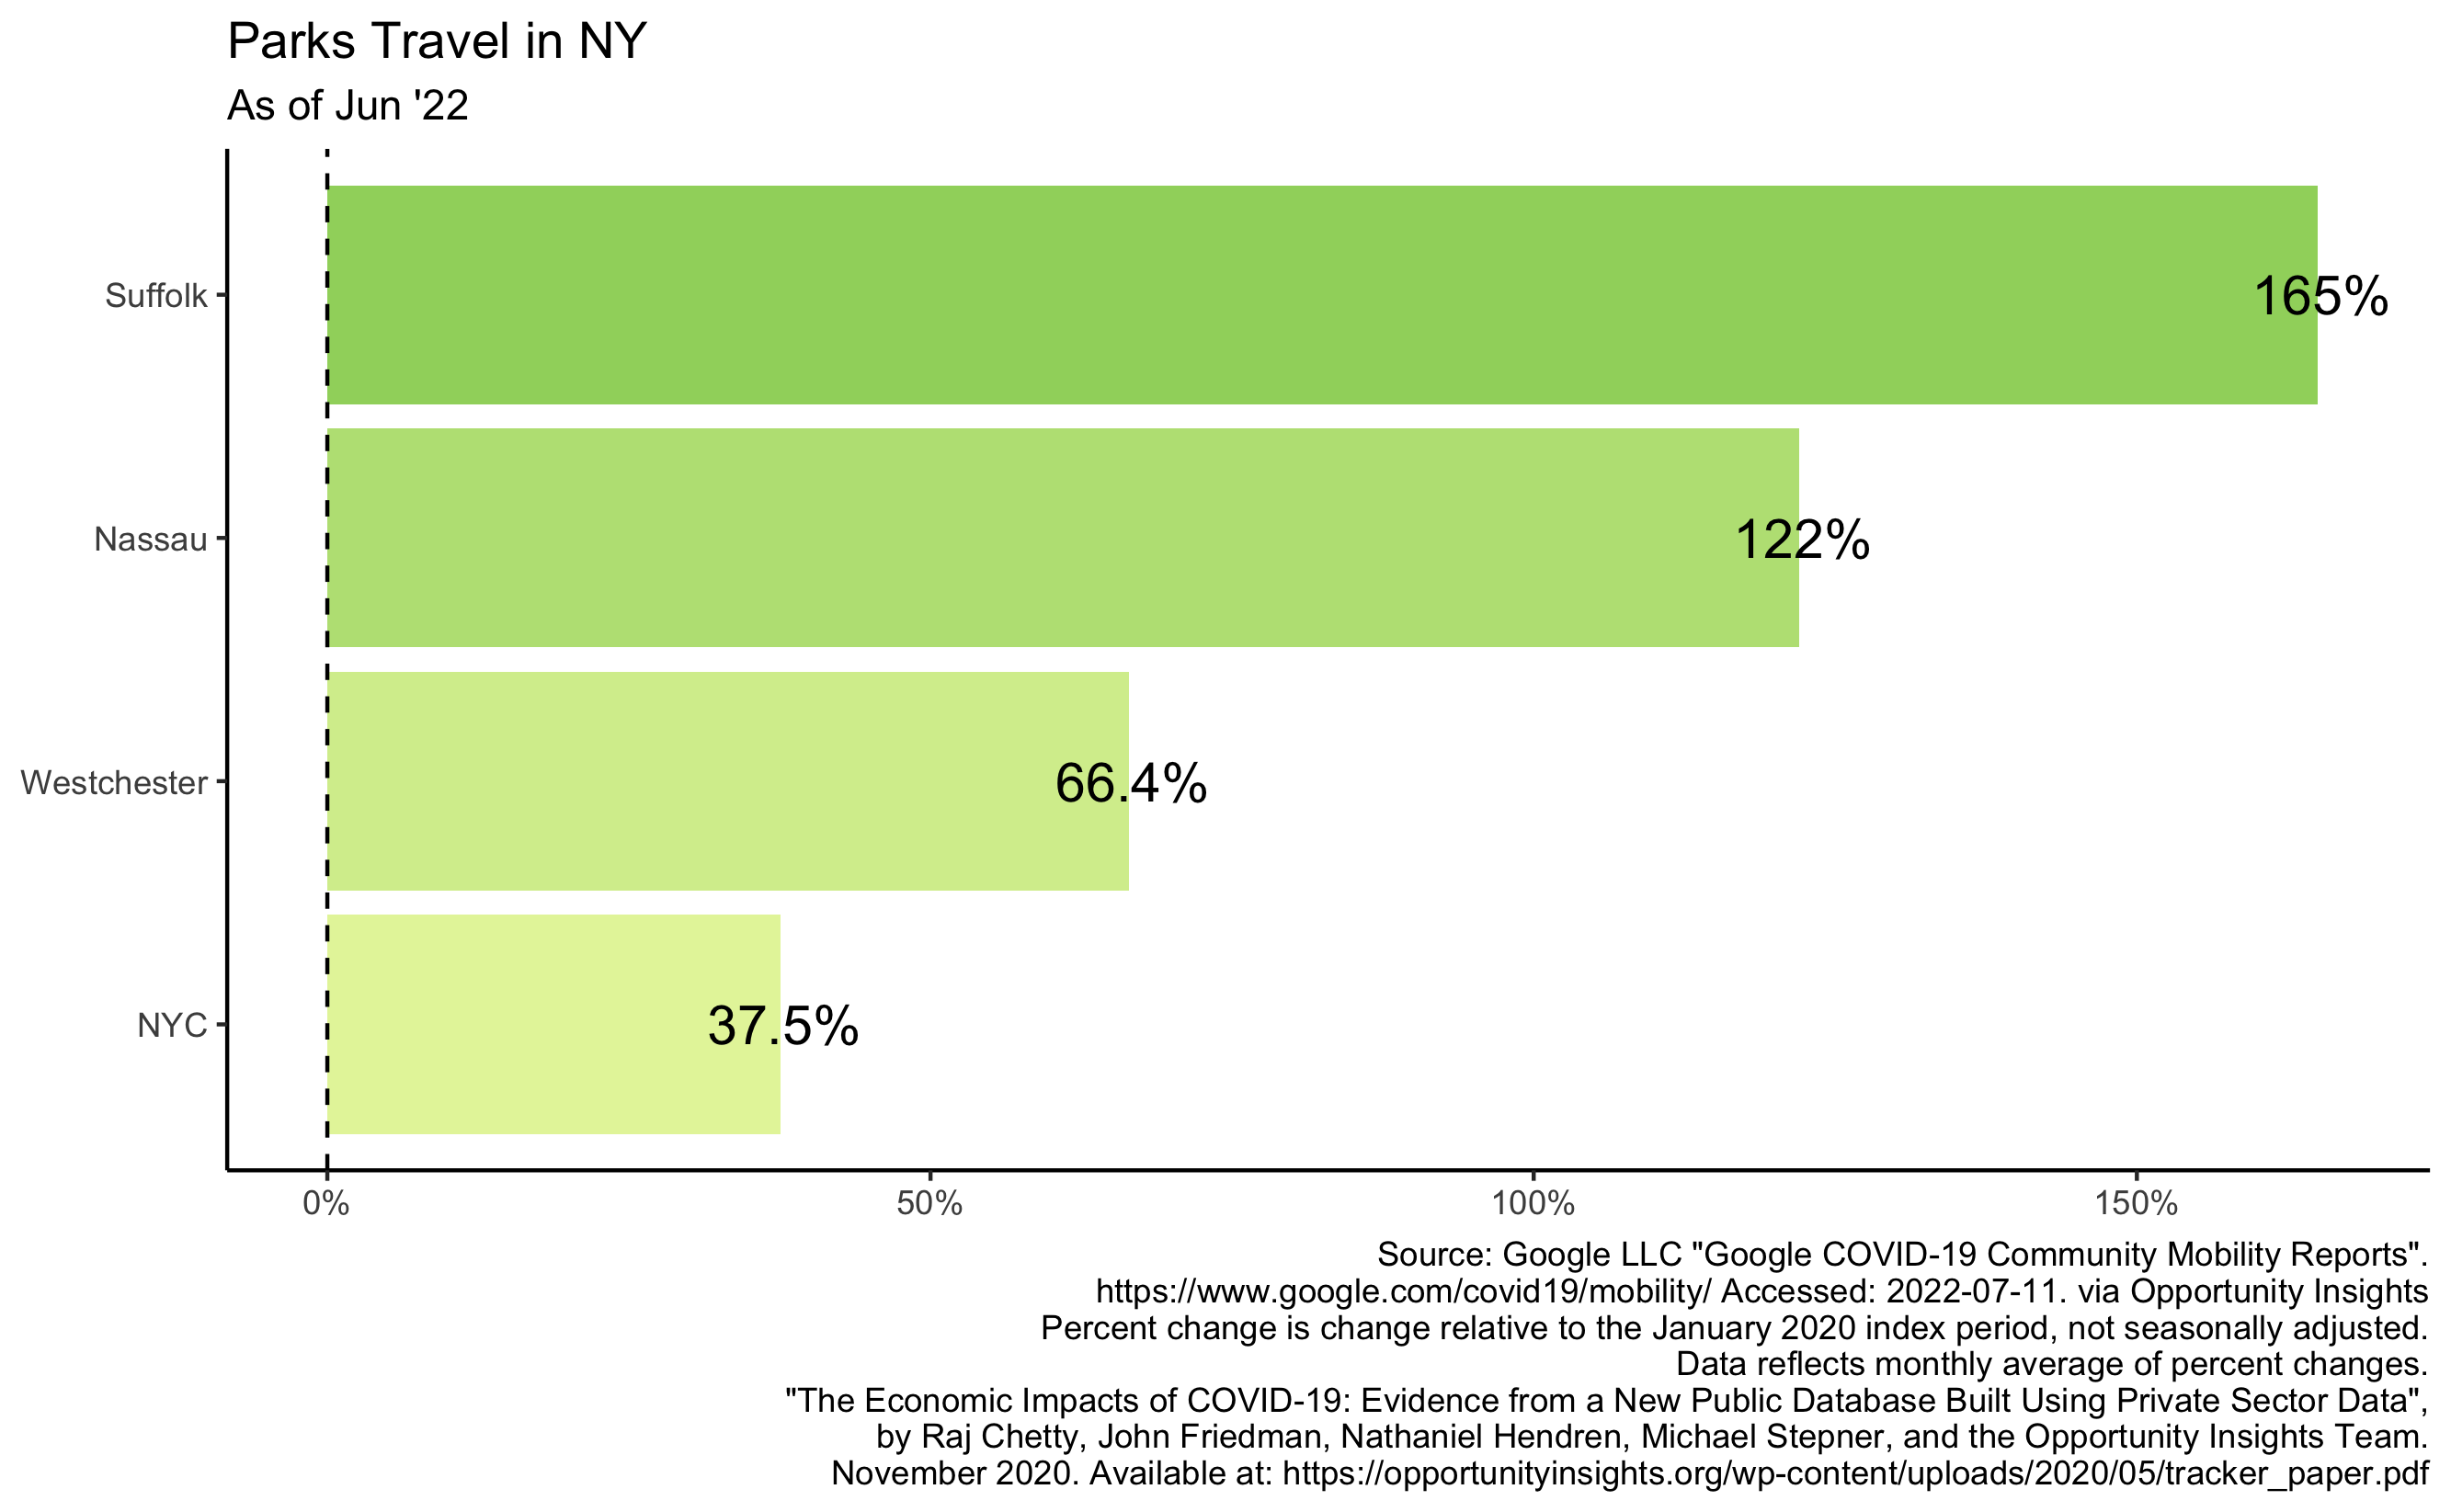 Parks Travel in NY
As of Jun '22
Suffolk
165%
Nassau
122%
Westchester
66.4%
NYC
37.5%
0% 50% 100% 150%
Source: Google LLC "Google COVID-19 Community Mobility Reports".
https://www.google.com/covid19/mobility/ Accessed: 2022-07-11. via Opportunity Insights
Percent change is change relative to the January 2020 index period, not seasonally adjusted.
Data reflects monthly average of percent changes.
"The Economic Impacts of COVID-19: Evidence from a New Public Database Built Using Private Sector Data",
by Raj Chetty, John Friedman, Nathaniel Hendren, Michael Stepner, and the Opportunity Insights Team.
November 2020. Available at: https://opportunityinsights.org/wp-content/uploads/2020/05/tracker_paper.pdf